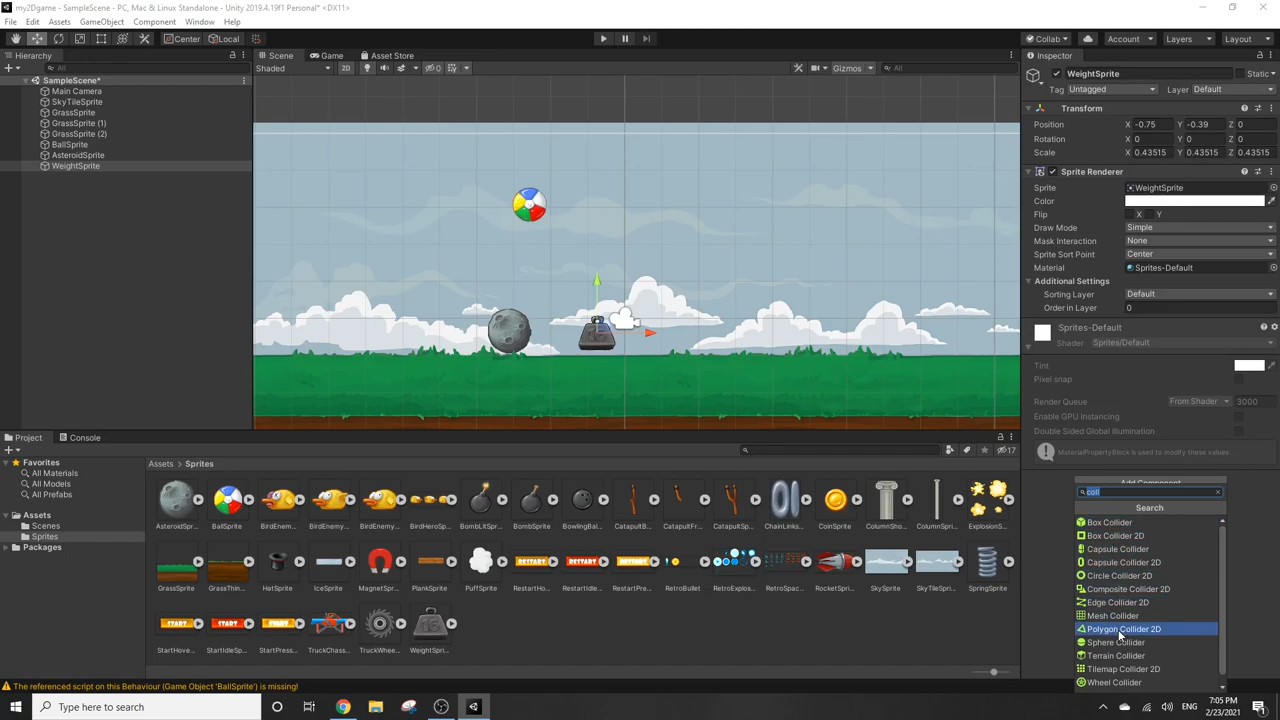 my2Dgame - SampleScene - PC, Mac & Linux Standalone - Unity 2019.4.19f1 Personal* <DX11>
File Edit Assets GameObject Component Window Help
Center Local Collab Account Layers Layout
Hierarchy Scene Game Asset Store Inspector
All Shaded 2D 0 Gizmos All WeightSprite Static
SampleScene* Tag Untagged Layer Default
Main Camera
SkyTileSprite
GrassSprite
GrassSprite (1)
GrassSprite (2)
BallSprite
AsteroidSprite
WeightSprite
Transform
Position X -0.75 Y -0.39 Z 0
Rotation X 0 Y 0 Z 0
Scale X 0.43515 Y 0.43515 Z 0.43515
Sprite Renderer
Sprite WeightSprite
Color
Flip X Y
Draw Mode Simple
Mask Interaction None
Sprite Sort Point Center
Material Sprites-Default
Additional Settings
Sorting Layer Default
Order in Layer 0
Sprites-Default
Shader Sprites/Default
Tint
Pixel snap
Render Queue From Shader 3000
Enable GPU Instancing
Double Sided Global Illumination
MaterialPropertyBlock is used to modify these values
Add Component
coll
Search
Box Collider
Box Collider 2D
Capsule Collider
Capsule Collider 2D
Circle Collider 2D
Composite Collider 2D
Edge Collider 2D
Mesh Collider
Polygon Collider 2D
Sphere Collider
Terrain Collider
Tilemap Collider 2D
Wheel Collider
Project Console
17
Favorites
All Materials
All Models
All Prefabs
Assets
Scenes
Sprites
Packages
Assets > Sprites
AsteroidSpr... BallSprite BirdEnem... BirdEnem... BirdEnem... BirdHeroSp... BombLitSpr... BombSprite BowlingBal... CatapultB... CatapultFr... CatapultSp... ChainLinks... CoinSprite ColumnSho... ColumnSpri... ExplosionS...
GrassSprite GrassThin... HatSprite IceSprite MagnetSpr... PlankSprite PuffSprite RestartHo... RestartIdle... RestartPre... RetroBullet RetroExplos... RetroSpac... RocketSpri... SkySprite SkyTileSpri... SpringSprite
StartHove... StartIdleSp... StartPress... TruckChass... TruckWhee... WeightSpri...
The referenced script on this Behaviour (Game Object 'BallSprite') is missing!
Type here to search
ENG
7:05 PM
2/23/2021
1